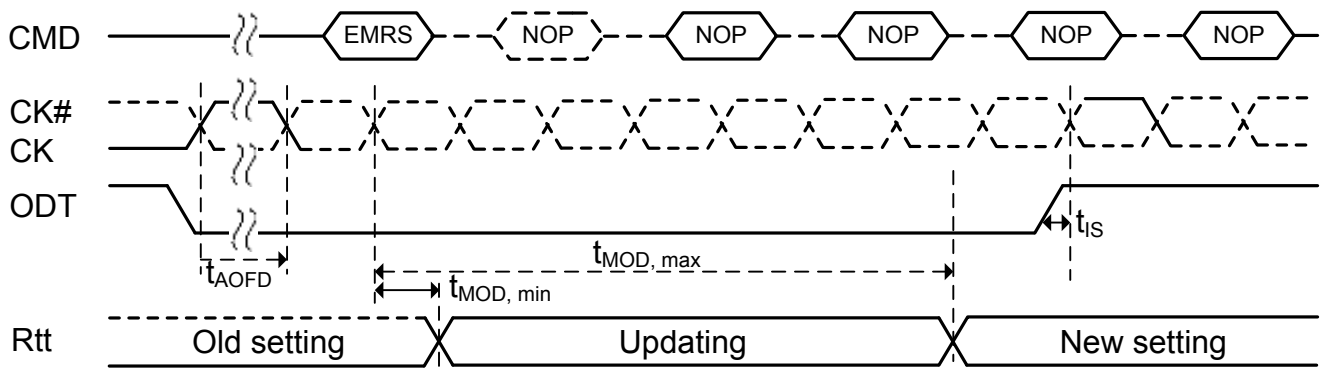 CMD EMRS NOP NOP NOP NOP NOP
CK#
CK
ODT
tIS
tMOD, max
tAOFD
tMOD, min
Rtt Old setting Updating New setting